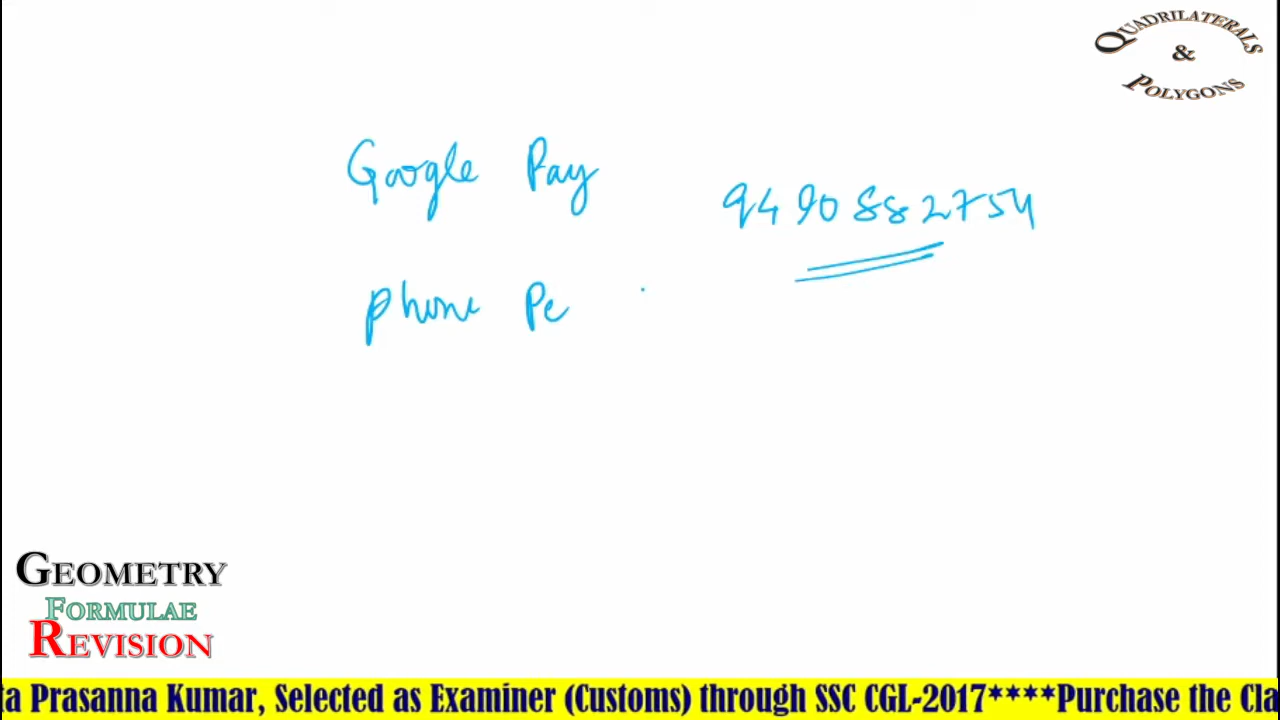 QUADRILATERALS
&
POLYGONS
Google Pay
9490882754
Phone Pe
GEOMETRY
FORMULAE
REVISION
ta Prasanna Kumar, Selected as Examiner (Customs) through SSC CGL-2017****Purchase the Cla